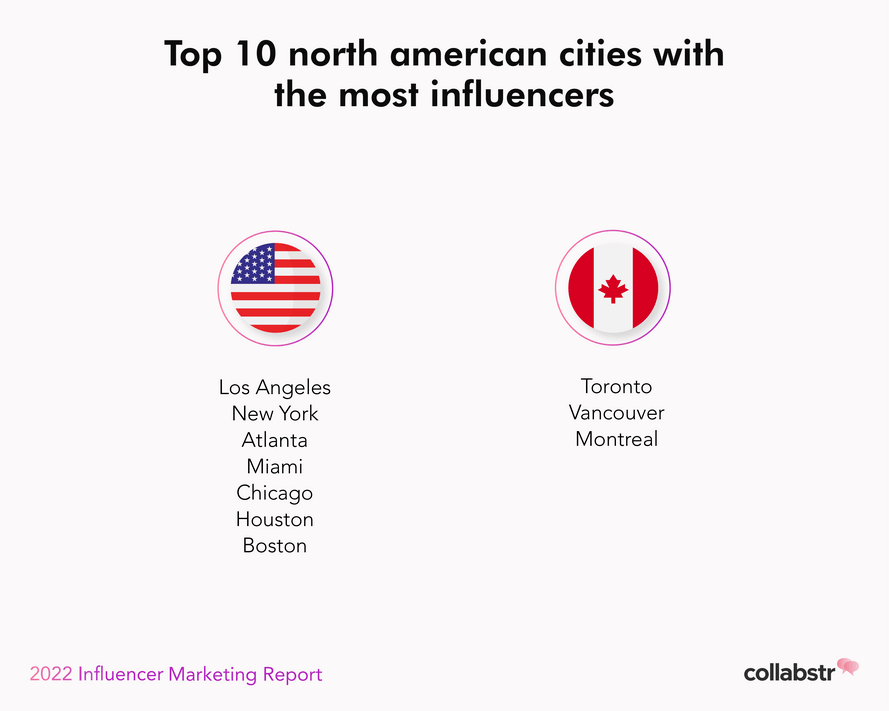 Top 10 north american cities with
the most influencers
Los Angeles
New York
Atlanta
Miami
Chicago
Houston
Boston
Toronto
Vancouver
Montreal
2022 Influencer Marketing Report
collabstr